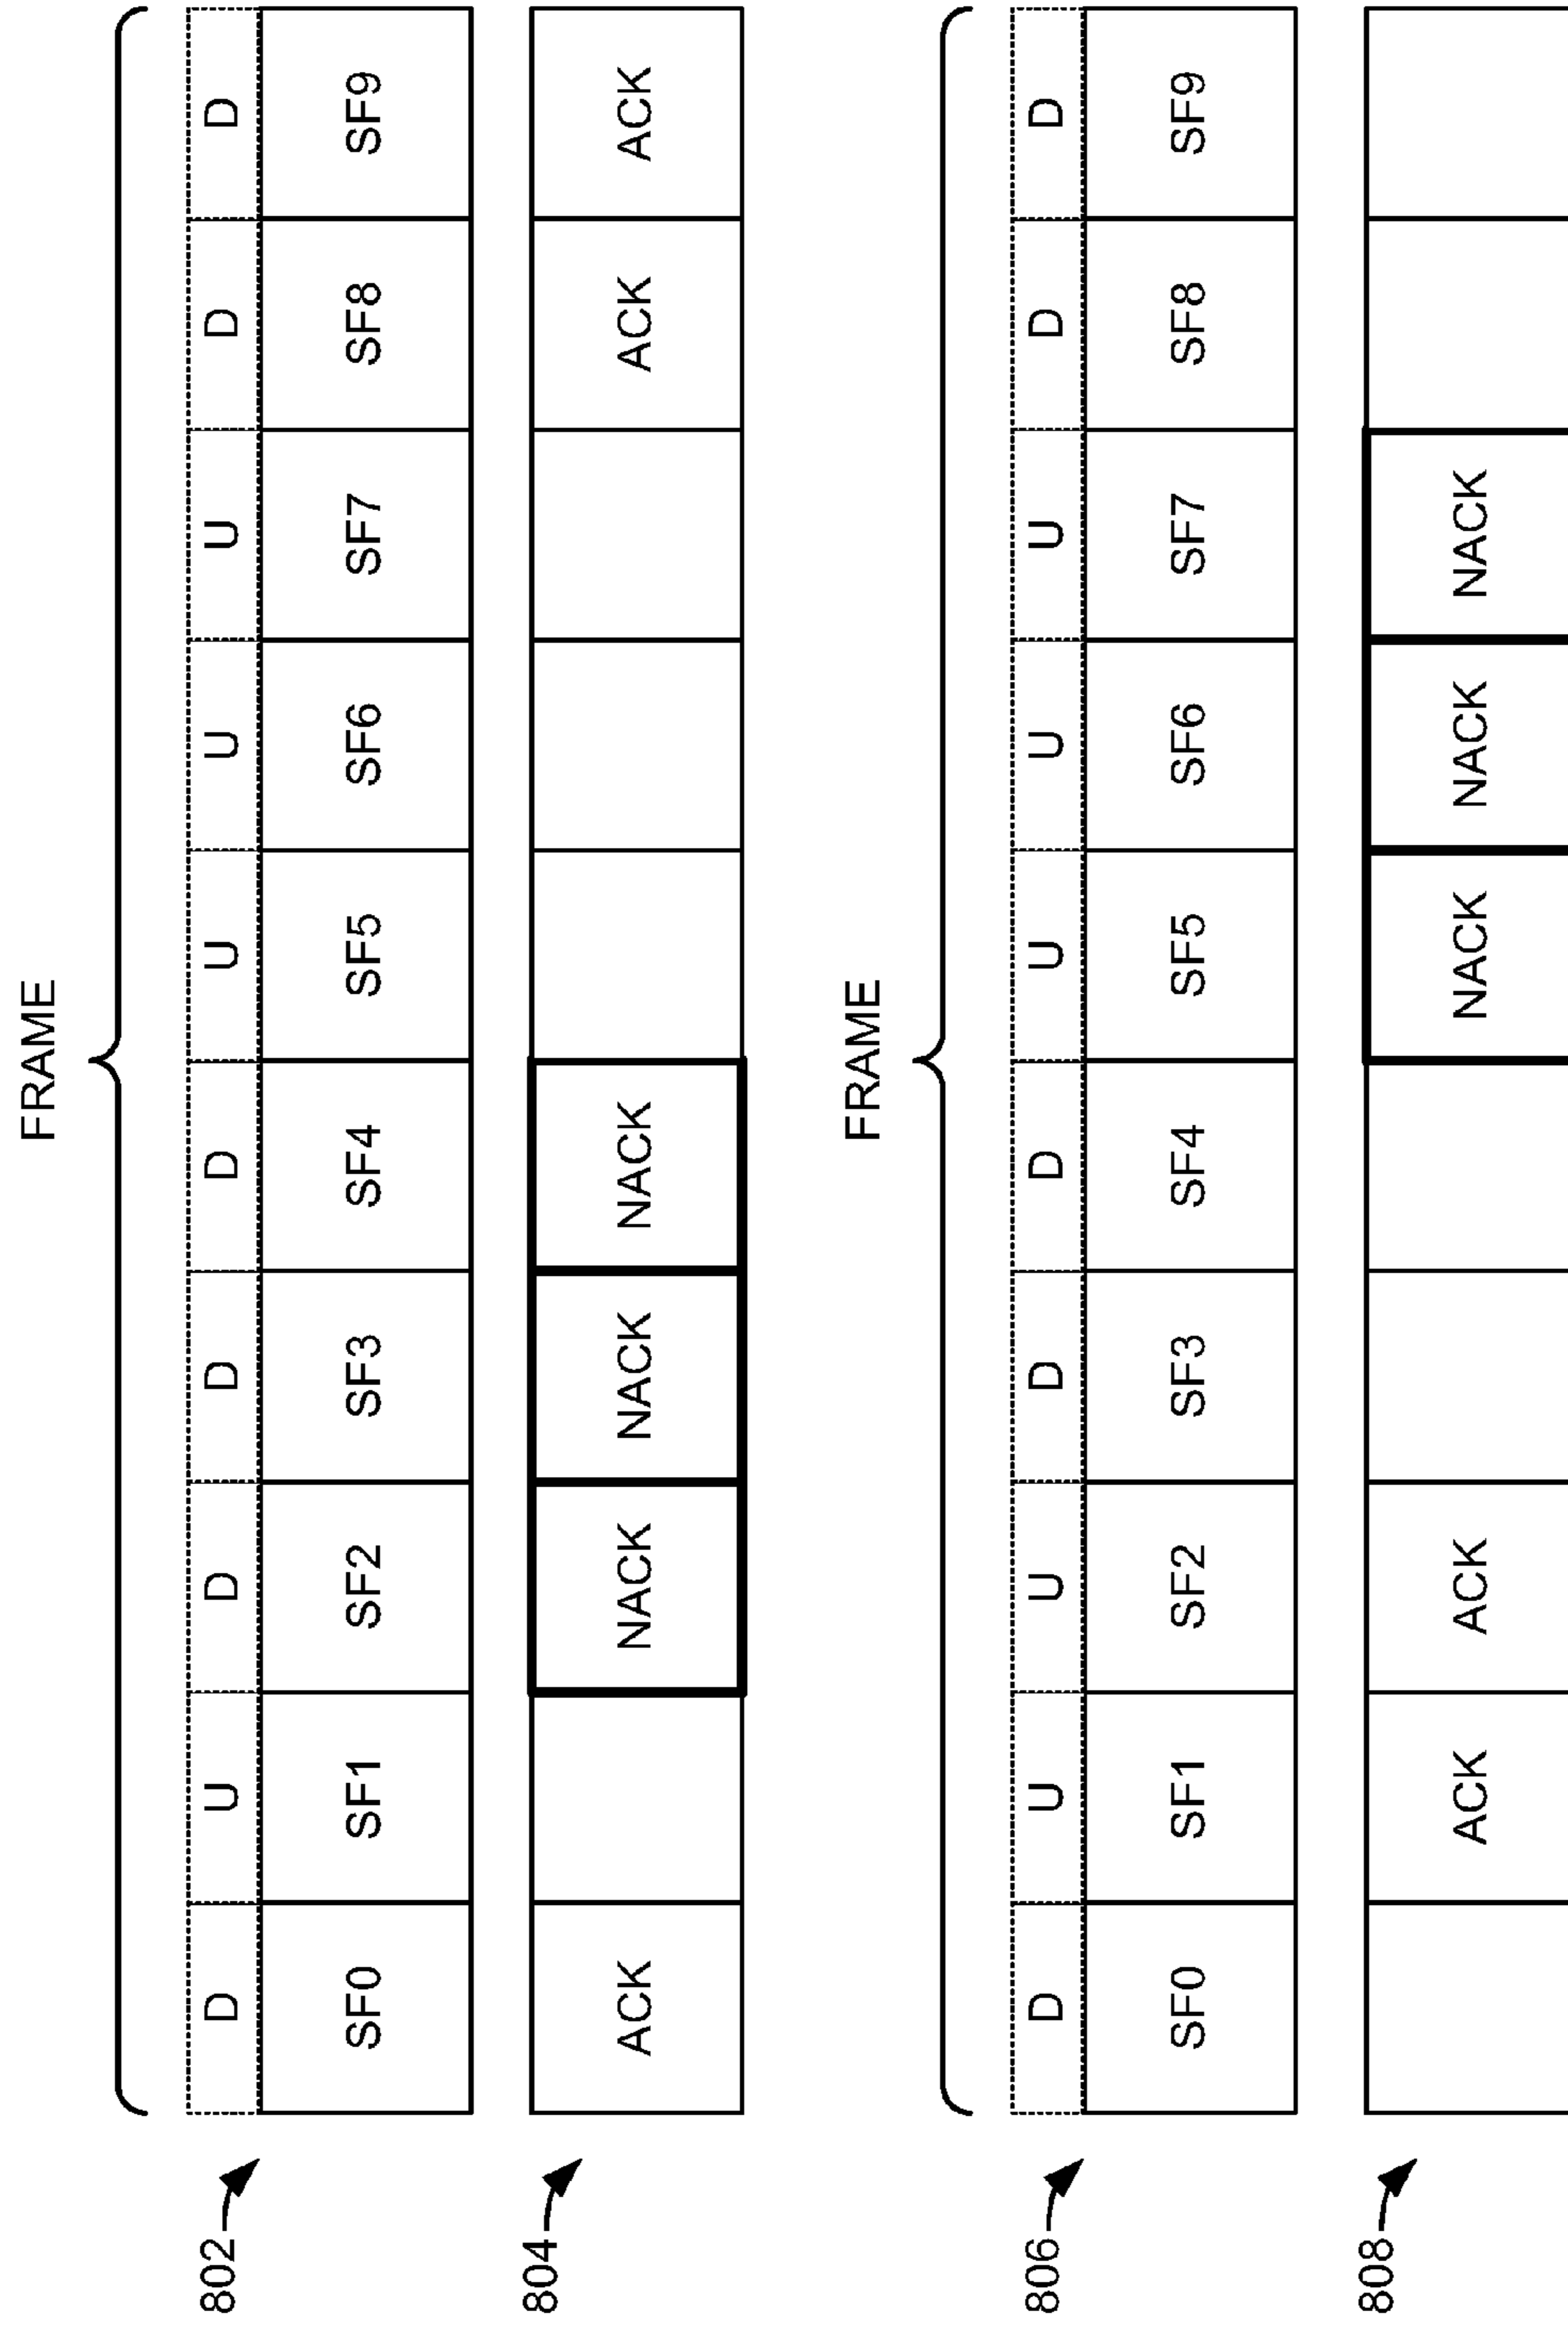 FRAME
D U D D D U U U D D
802 SF0 SF1 SF2 SF3 SF4 SF5 SF6 SF7 SF8 SF9
804 ACK NACK NACK NACK ACK ACK
FRAME
D U U D D U U U D D
806 SF0 SF1 SF2 SF3 SF4 SF5 SF6 SF7 SF8 SF9
808 ACK ACK NACK NACK NACK